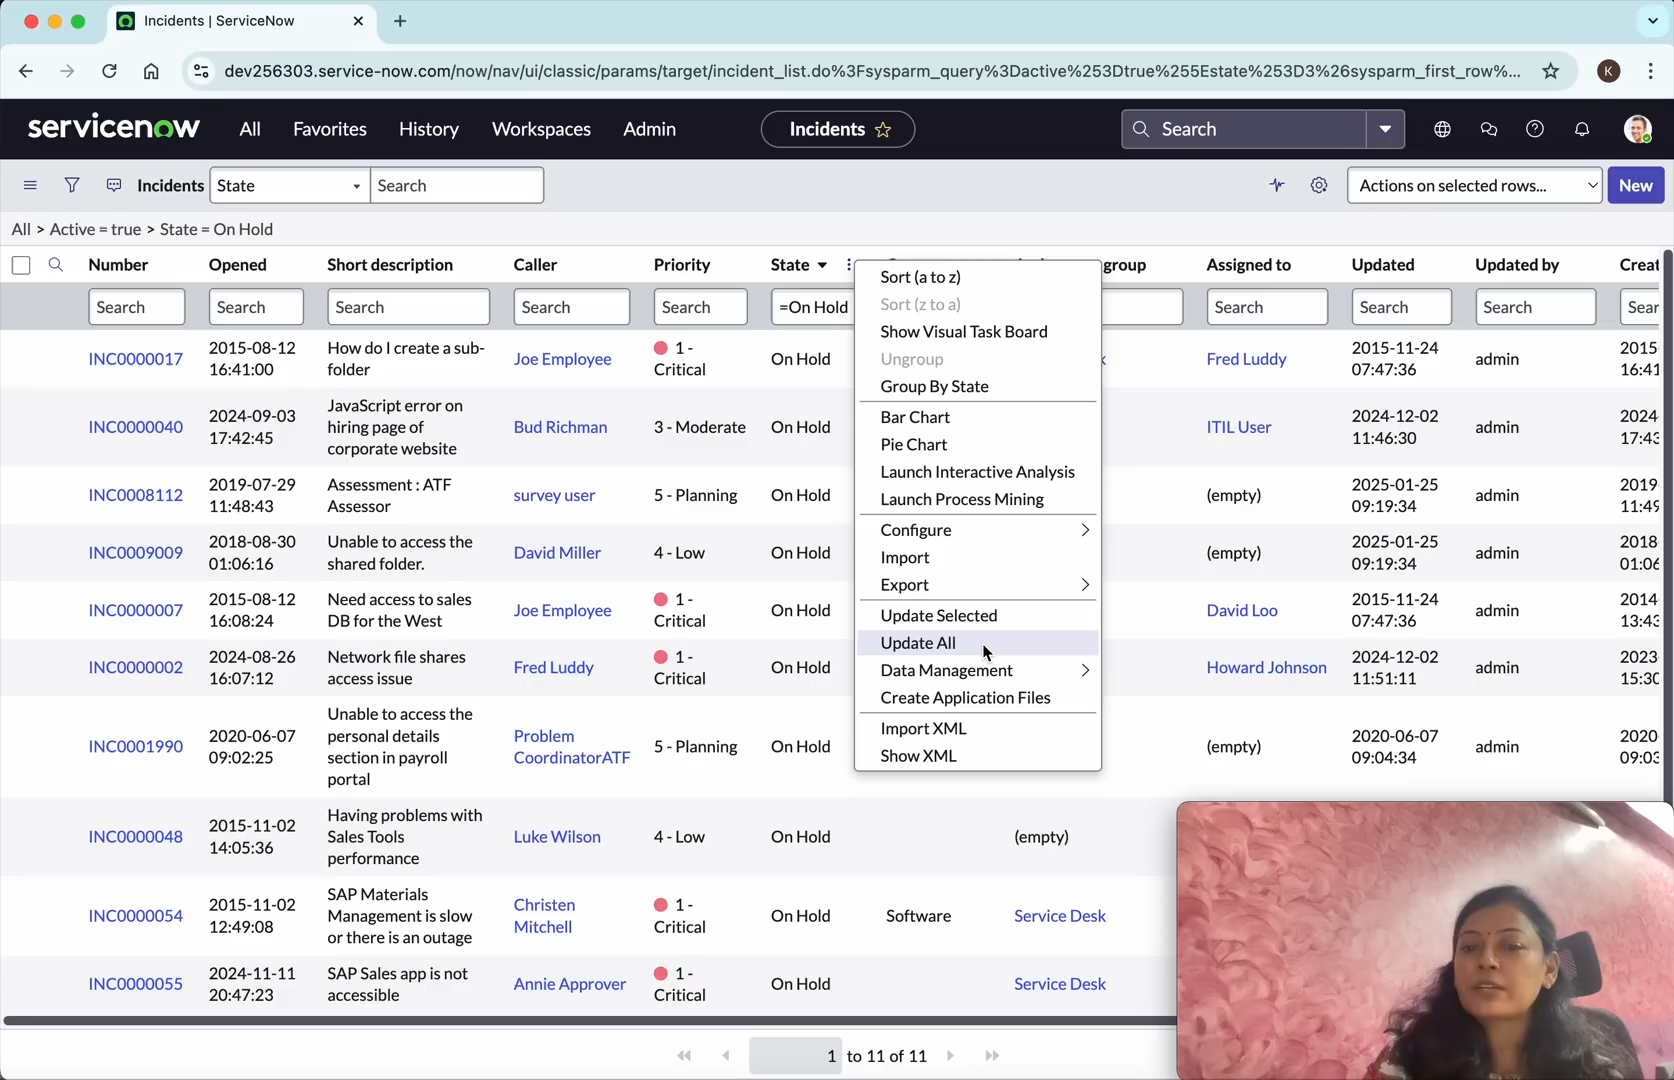 Incidents | ServiceNow
dev256303.service-now.com/now/nav/ui/classic/params/target/incident_list.do%3Fsysparm_query%3Dactive%253Dtrue%255Estate%253D3%26sysparm_first_row%...
K
servicenow All Favorites History Workspaces Admin Incidents Search
Incidents State Search Actions on selected rows... New
All > Active = true > State = On Hold
Number Opened Short description Caller Priority State group Assigned to Updated Updated by Creat
Search Search Search Search Search =On Hold Search Search Search Sear
INC0000017 2015-08-12 16:41:00 How do I create a sub-folder Joe Employee 1 - Critical On Hold Fred Luddy 2015-11-24 07:47:36 admin 2015- 16:41
INC0000040 2024-09-03 17:42:45 JavaScript error on hiring page of corporate website Bud Richman 3 - Moderate On Hold ITIL User 2024-12-02 11:46:30 admin 2024- 17:43
INC0008112 2019-07-29 11:48:43 Assessment : ATF Assessor survey user 5 - Planning On Hold (empty) 2025-01-25 09:19:34 admin 2019- 11:49
INC0009009 2018-08-30 01:06:16 Unable to access the shared folder. David Miller 4 - Low On Hold (empty) 2025-01-25 09:19:34 admin 2018- 01:06
INC0000007 2015-08-12 16:08:24 Need access to sales DB for the West Joe Employee 1 - Critical On Hold David Loo 2015-11-24 07:47:36 admin 2014- 13:43
INC0000002 2024-08-26 16:07:12 Network file shares access issue Fred Luddy 1 - Critical On Hold Howard Johnson 2024-12-02 11:51:11 admin 2023- 15:30
INC0001990 2020-06-07 09:02:25 Unable to access the personal details section in payroll portal Problem CoordinatorATF 5 - Planning On Hold (empty) 2020-06-07 09:04:34 admin 2020- 09:03
INC0000048 2015-11-02 14:05:36 Having problems with Sales Tools performance Luke Wilson 4 - Low On Hold (empty)
INC0000054 2015-11-02 12:49:08 SAP Materials Management is slow or there is an outage Christen Mitchell 1 - Critical On Hold Software Service Desk
INC0000055 2024-11-11 20:47:23 SAP Sales app is not accessible Annie Approver 1 - Critical On Hold Service Desk
Sort (a to z)
Sort (z to a)
Show Visual Task Board
Ungroup
Group By State
Bar Chart
Pie Chart
Launch Interactive Analysis
Launch Process Mining
Configure
Import
Export
Update Selected
Update All
Data Management
Create Application Files
Import XML
Show XML
1 to 11 of 11